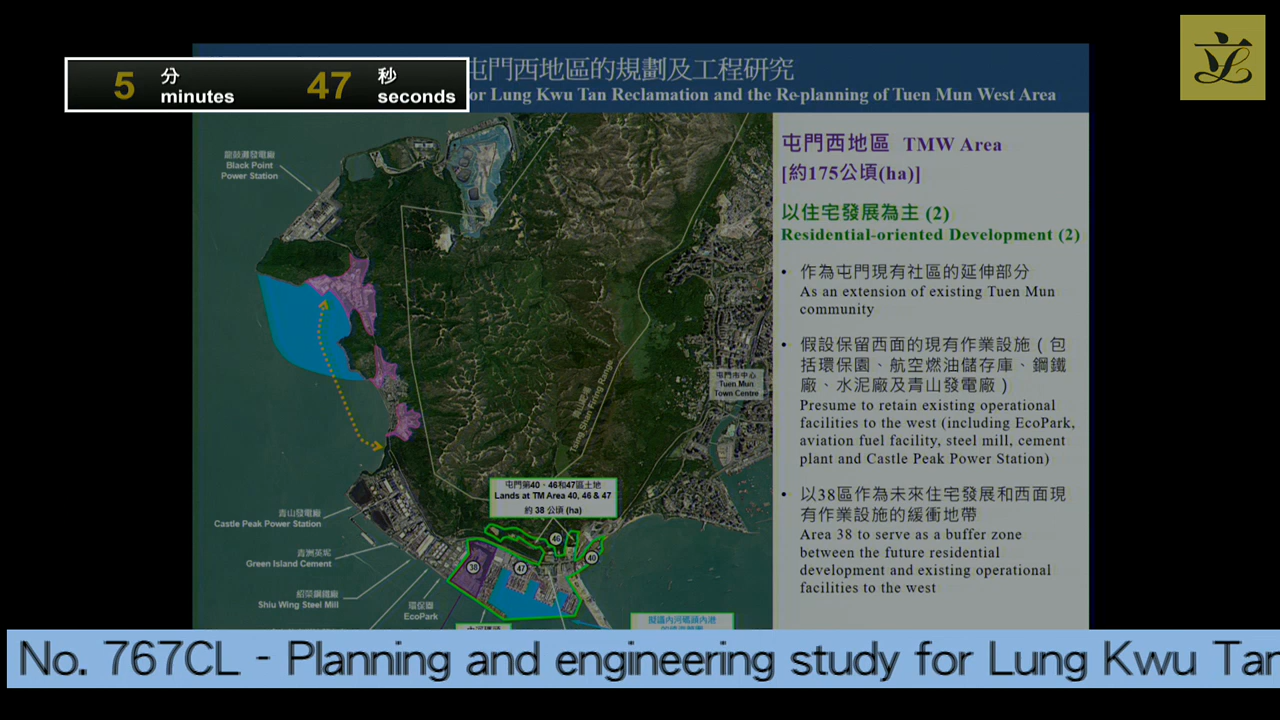 5 分 47 秒
minutes seconds
屯門西地區的規劃及工程研究
or Lung Kwu Tan Reclamation and the Re-planning of Tuen Mun West Area
龍鼓灘發電廠
Black Point
Power Station
屯門市中心
Tuen Mun
Town Centre
Tsing Shan Firing Range
屯門第40、46和47區土地
Lands at TM Area 40, 46 & 47
約 38 公頃 (ha)
青山發電廠
Castle Peak Power Station
青洲英坭
Green Island Cement
紹榮鋼鐵廠
Shiu Wing Steel Mill
環保園
EcoPark
38
47
46
40
屯門西地區 TMW Area
[約175公頃(ha)]
以住宅發展為主 (2)
Residential-oriented Development (2)
• 作為屯門現有社區的延伸部分
As an extension of existing Tuen Mun
community
• 假設保留西面的現有作業設施（包
括環保園、航空燃油儲存庫、鋼鐵
廠、水泥廠及青山發電廠）
Presume to retain existing operational
facilities to the west (including EcoPark,
aviation fuel facility, steel mill, cement
plant and Castle Peak Power Station)
• 以38區作為未來住宅發展和西面現
有作業設施的緩衝地帶
Area 38 to serve as a buffer zone
between the future residential
development and existing operational
facilities to the west
No. 767CL - Planning and engineering study for Lung Kwu Tan